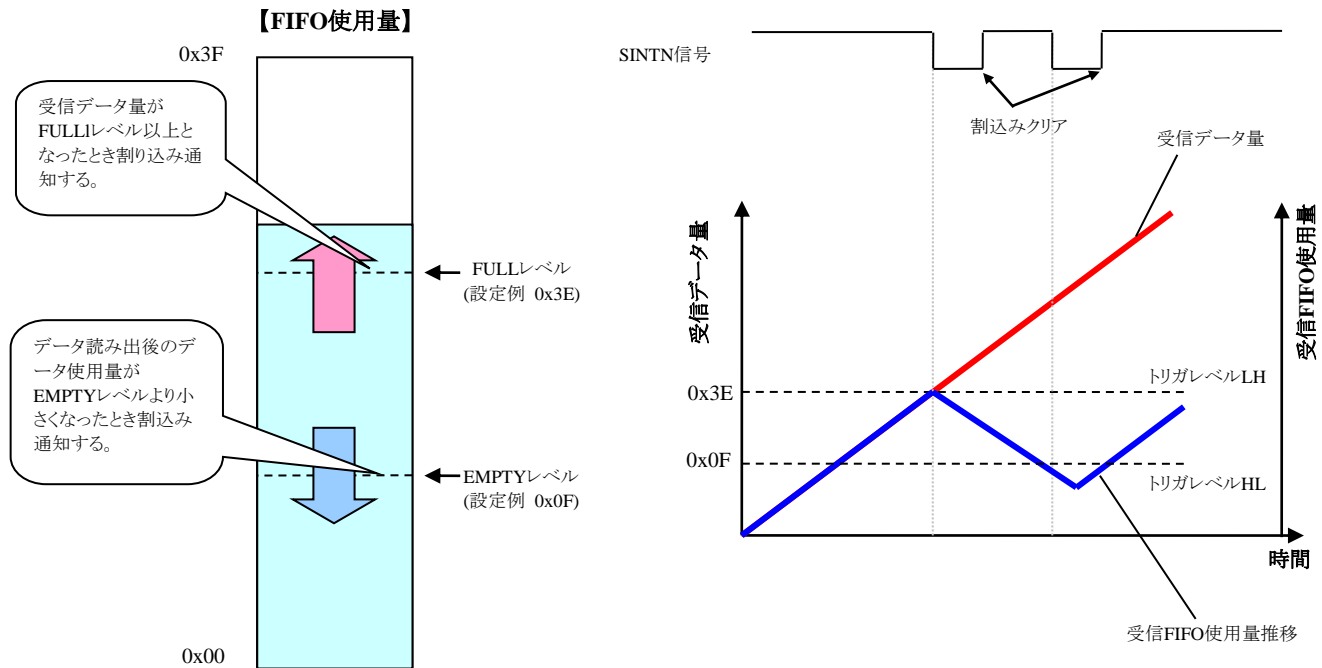 【FIFO使用量】
0x3F
受信データ量が
FULLlレベル以上と
なったとき割り込み通
知する。
FULLレベル
(設定例 0x3E)
データ読み出後のデ
ータ使用量が
EMPTYレベルより小
さくなったとき割込み
通知する。
EMPTYレベル
(設定例 0x0F)
0x00
SINTN信号
割込みクリア
受信データ量
受信データ量
受信FIFO使用量
0x3E
トリガレベルLH
0x0F
トリガレベルHL
時間
受信FIFO使用量推移